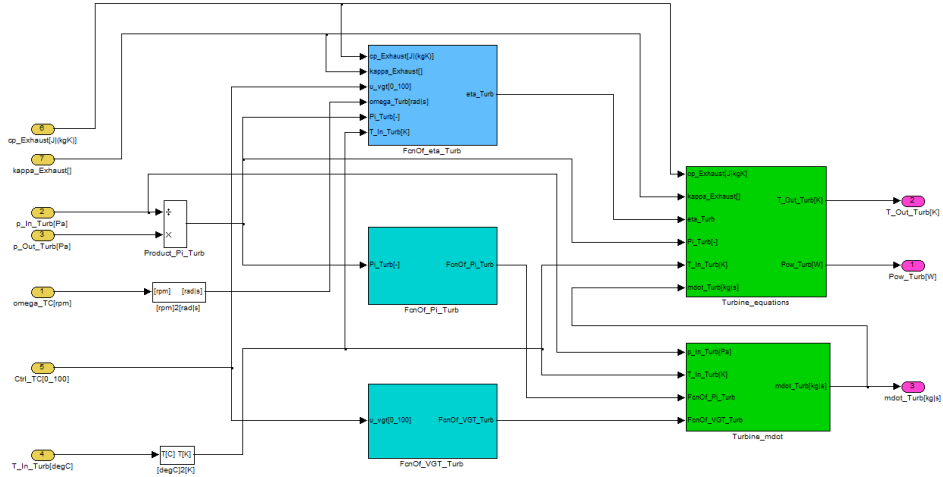 6
cp_Exhaust[J|(kgK)]
7
kappa_Exhaust[]
2
p_In_Turb[Pa]
3
p_Out_Turb[Pa]
÷
×
Product_Pi_Turb
1
omega_TC[rpm]
[rpm] [rad|s]
[rpm]2[rad|s]
5
Ctrl_TC[0_100]
4
T_In_Turb[degC]
T[C] T[K]
[degC]2[K]
cp_Exhaust[J|(kgK)]
kappa_Exhaust[]
u_vgt[0_100]
omega_Turb[rad|s]
Pi_Turb[-]
T_In_Turb[K]
eta_Turb
FcnOf_eta_Turb
Pi_Turb[-]
FcnOf_Pi_Turb
FcnOf_Pi_Turb
u_vgt[0_100]
FcnOf_VGT_Turb
FcnOf_VGT_Turb
cp_Exhaust[J|(kgK]
kappa_Exhaust[]
eta_Turb
Pi_Turb[-]
T_In_Turb[K]
mdot_Turb[kg|s]
T_Out_Turb[K]
Pow_Turb[W]
Turbine_equations
p_In_Turb[Pa]
T_In_Turb[K]
FcnOf_Pi_Turb
FcnOf_VGT_Turb
mdot_Turb[kg|s]
Turbine_mdot
2
T_Out_Turb[K]
1
Pow_Turb[W]
3
mdot_Turb[kg|s]